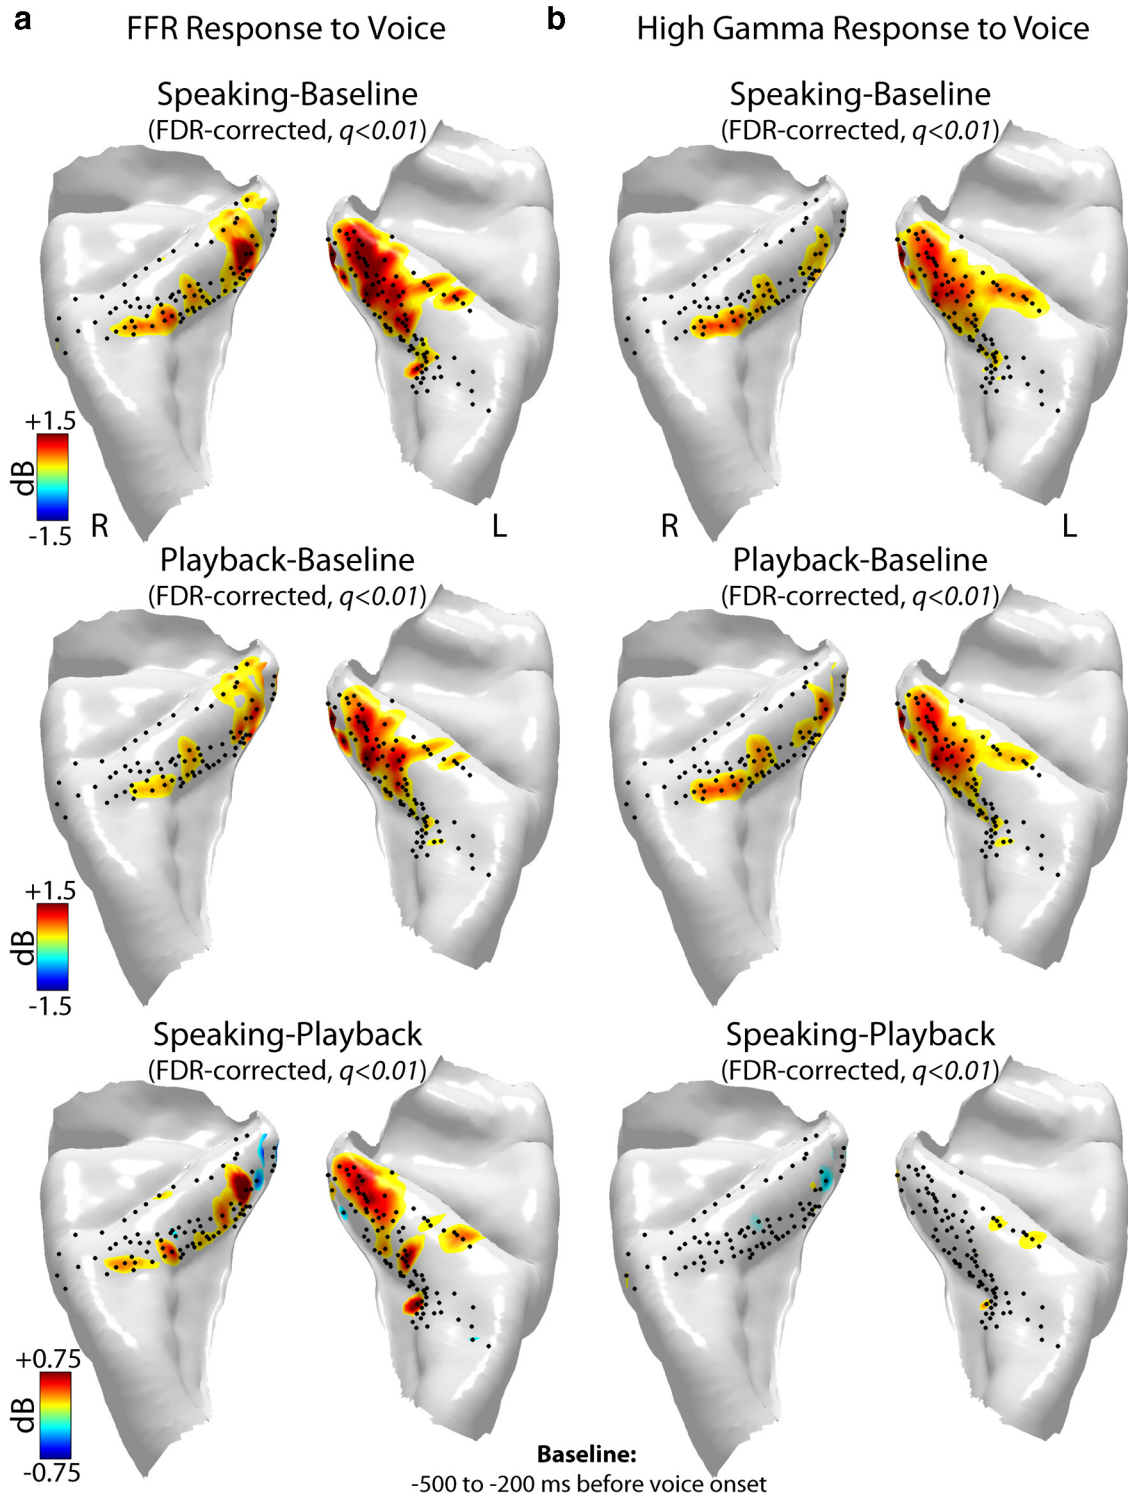 a FFR Response to Voice
b High Gamma Response to Voice
Speaking-Baseline
(FDR-corrected, q<0.01)
Speaking-Baseline
(FDR-corrected, q<0.01)
+1.5
dB
-1.5
R
L
R
L
Playback-Baseline
(FDR-corrected, q<0.01)
Playback-Baseline
(FDR-corrected, q<0.01)
+1.5
dB
-1.5
Speaking-Playback
(FDR-corrected, q<0.01)
Speaking-Playback
(FDR-corrected, q<0.01)
+0.75
dB
-0.75
Baseline:
-500 to -200 ms before voice onset